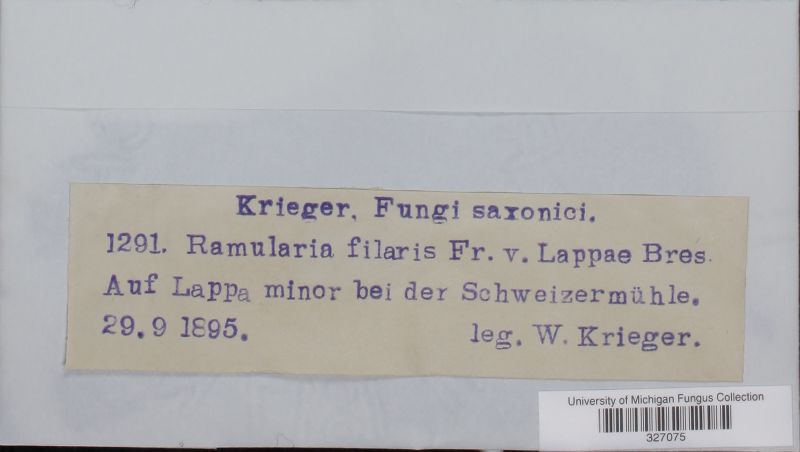 Krieger, Fungi saxonici.
1291. Ramularia filaris Fr. v. Lappae Bres.
Auf Lappa minor bei der Schweizermühle.
29.9 1895. leg. W. Krieger.
University of Michigan Fungus Collection
327075